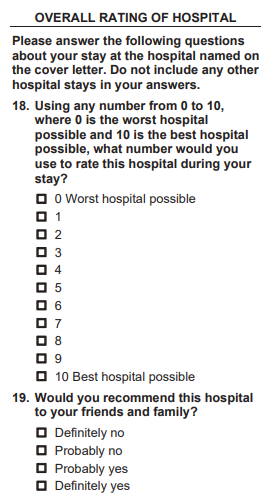 OVERALL RATING OF HOSPITAL
Please answer the following questions
about your stay at the hospital named on
the cover letter. Do not include any other
hospital stays in your answers.
18. Using any number from 0 to 10,
where 0 is the worst hospital
possible and 10 is the best hospital
possible, what number would you
use to rate this hospital during your
stay?
0 Worst hospital possible
1
2
3
4
5
6
7
8
9
10 Best hospital possible
19. Would you recommend this hospital
to your friends and family?
Definitely no
Probably no
Probably yes
Definitely yes